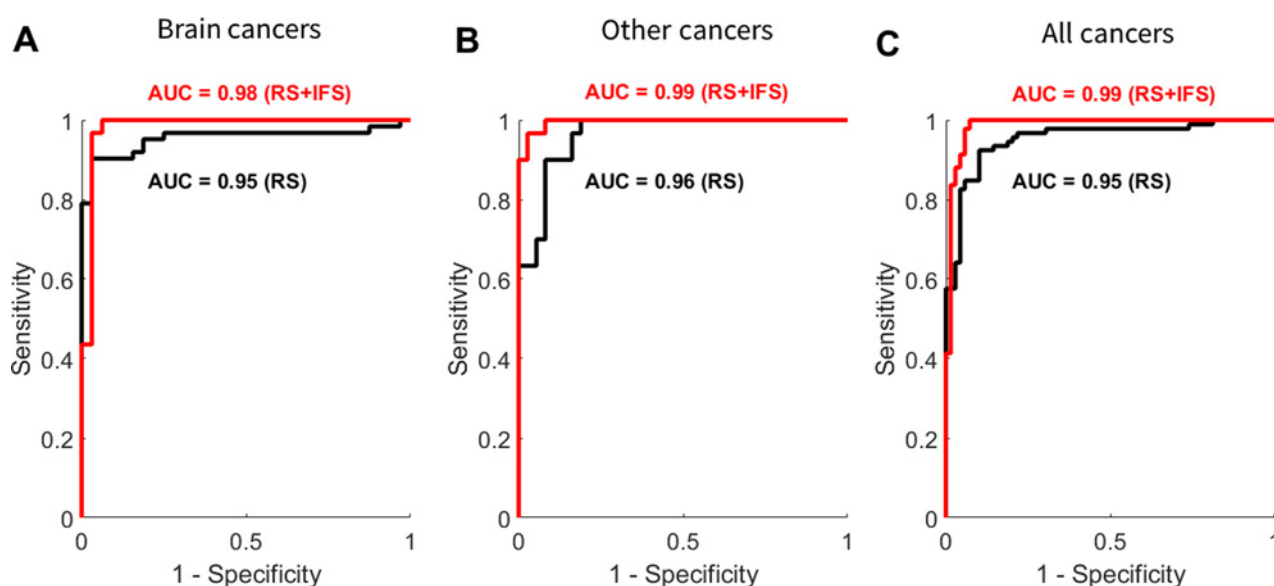 A
Brain cancers
AUC = 0.98 (RS+IFS)
AUC = 0.95 (RS)
Sensitivity
1
0.8
0.6
0.4
0.2
0
0
0.5
1
1 - Specificity
B
Other cancers
AUC = 0.99 (RS+IFS)
AUC = 0.96 (RS)
Sensitivity
1
0.8
0.6
0.4
0.2
0
0
0.5
1
1 - Specificity
C
All cancers
AUC = 0.99 (RS+IFS)
AUC = 0.95 (RS)
Sensitivity
1
0.8
0.6
0.4
0.2
0
0
0.5
1
1 - Specificity